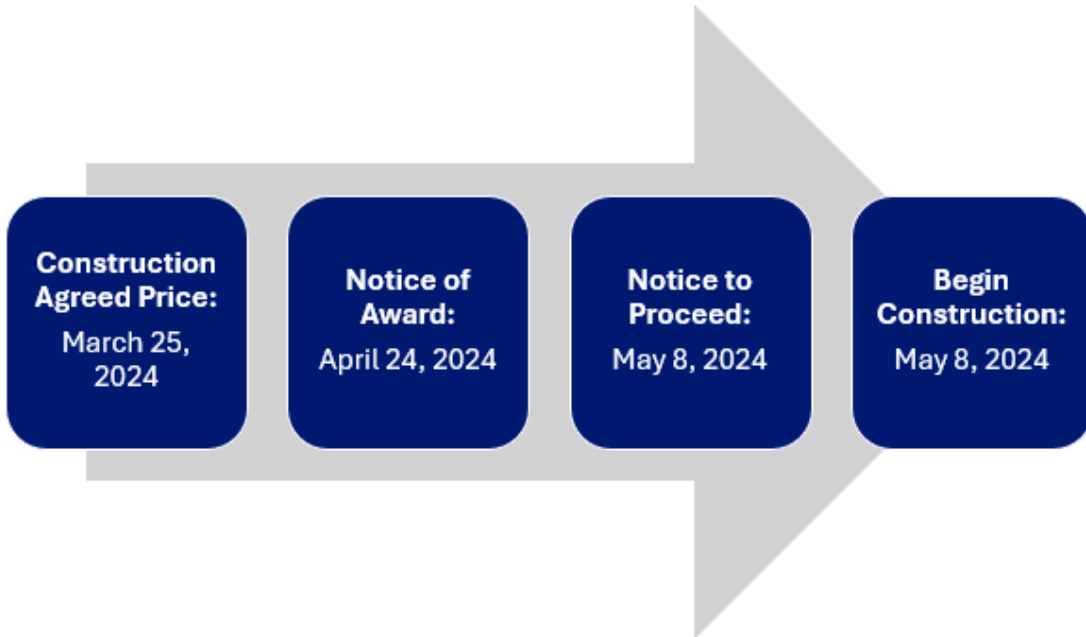 Construction
Agreed Price:
March 25,
2024
Notice of
Award:
April 24, 2024
Notice to
Proceed:
May 8, 2024
Begin
Construction:
May 8, 2024